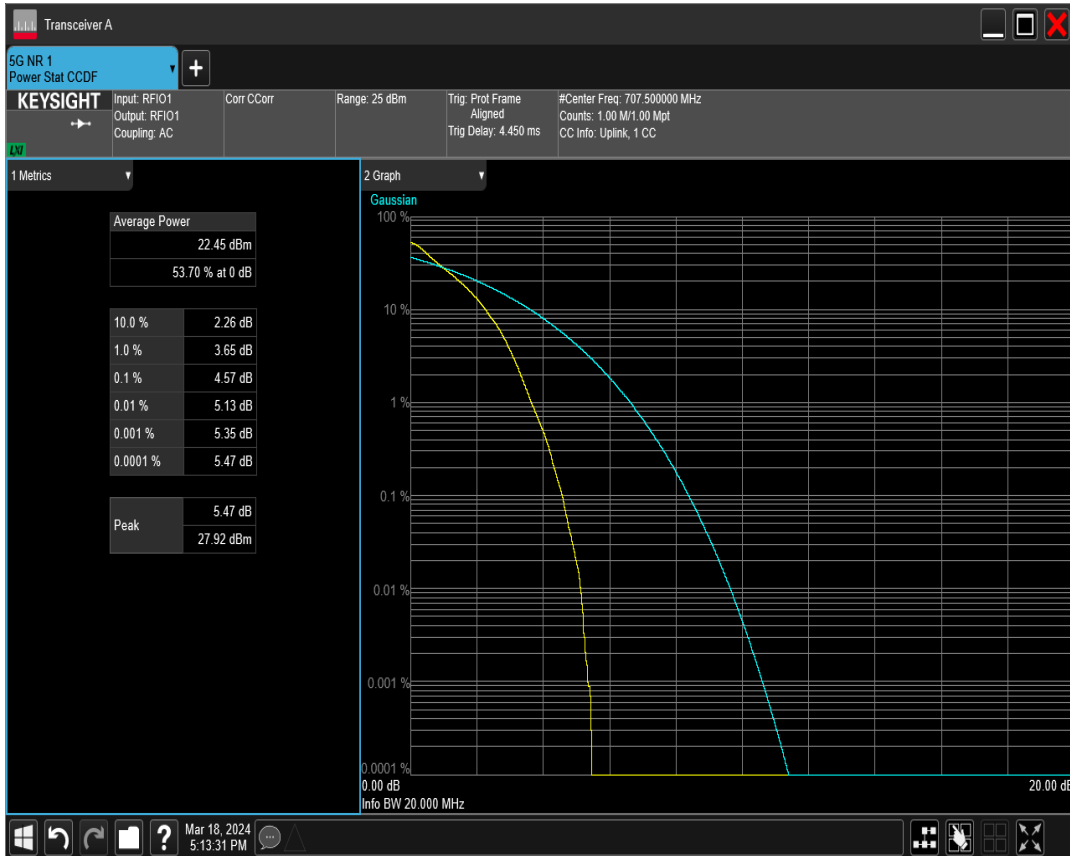 Transceiver A
5G NR 1
Power Stat CCDF
KEYSIGHT
LXI
Input: RFIO1
Output: RFIO1
Coupling: AC
Corr CCorr
Range: 25 dBm
Trig: Prot Frame
Aligned
Trig Delay: 4.450 ms
#Center Freq: 707.500000 MHz
Counts: 1.00 M/1.00 Mpt
CC Info: Uplink, 1 CC
1 Metrics
Average Power
22.45 dBm
53.70 % at 0 dB
10.0 % 2.26 dB
1.0 % 3.65 dB
0.1 % 4.57 dB
0.01 % 5.13 dB
0.001 % 5.35 dB
0.0001 % 5.47 dB
Peak
5.47 dB
27.92 dBm
2 Graph
Gaussian
100 %
10 %
1 %
0.1 %
0.01 %
0.001 %
0.0001 %
0.00 dB 20.00 dB
Info BW 20.000 MHz
?
Mar 18, 2024
5:13:31 PM